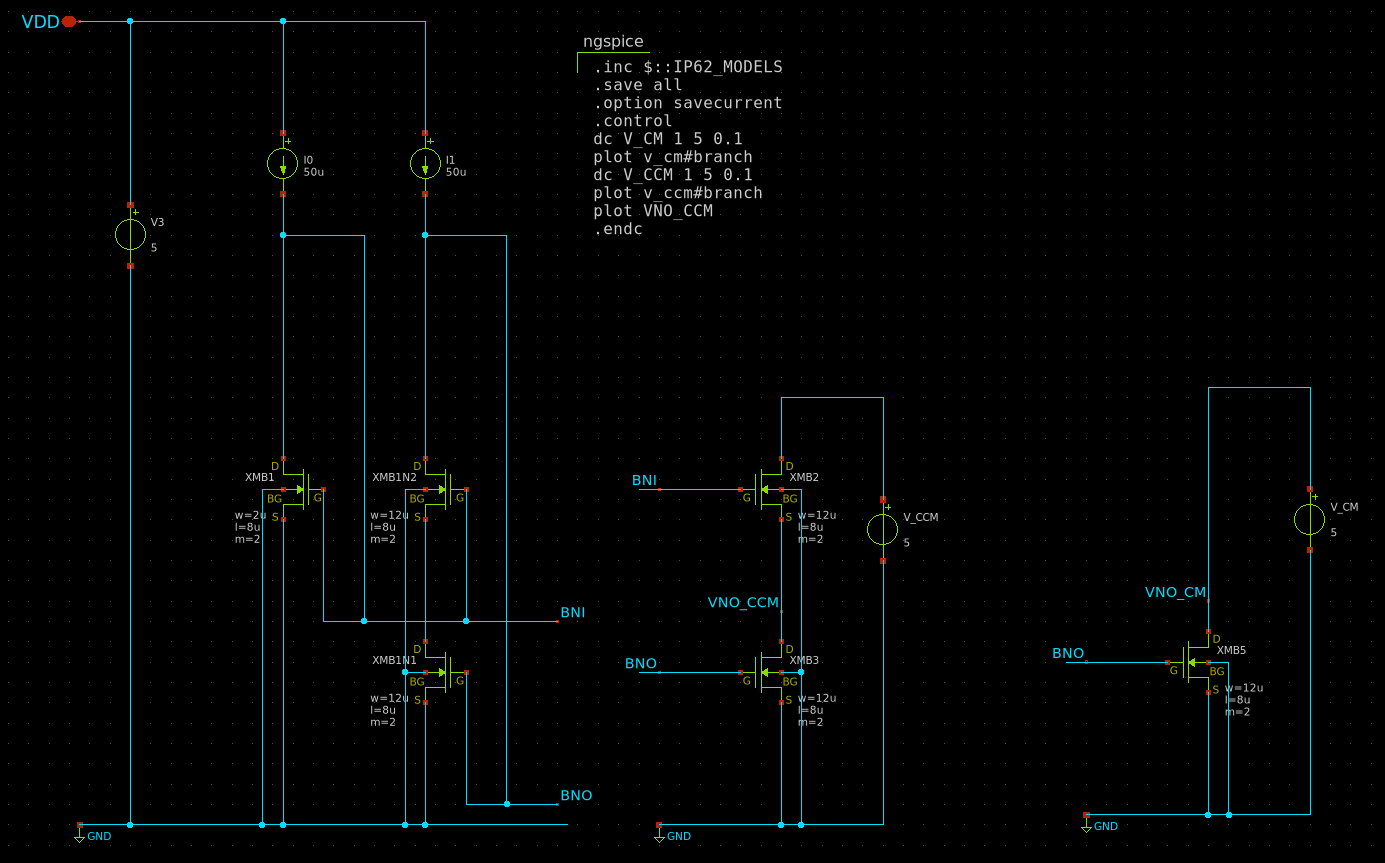 VDD
ngspice
.inc $::IP62_MODELS
.save all
.option savecurrent
.control
dc V_CM 1 5 0.1
plot v_cm#branch
dc V_CCM 1 5 0.1
plot v_ccm#branch
plot VNO_CCM
.endc
+
I0
50u
+
I1
50u
+
V3
5
D
XMB1
BG
G
S
w=2u
l=8u
m=2
D
XMB1N2
BG
G
S
w=12u
l=8u
m=2
BNI
D
XMB1N1
BG
G
S
w=12u
l=8u
m=2
BNO
GND
BNI
D
XMB2
G
BG
S
w=12u
l=8u
m=2
+
V_CCM
5
VNO_CCM
BNO
D
XMB3
G
BG
S
w=12u
l=8u
m=2
GND
+
V_CM
5
VNO_CM
BNO
D
XMB5
G
BG
S
w=12u
l=8u
m=2
GND